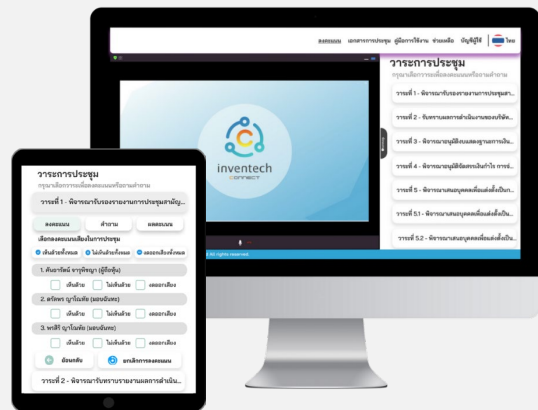 ลงคะแนน เอกสารการประชุม คู่มือการใช้งาน ช่วยเหลือ บัญชีผู้ใช้ ไทย
inventech
CONNECT
All rights reserved.
วาระการประชุม
กรุณาเลือกวาระเพื่อลงคะแนนหรือถามคำถาม
วาระที่ 1 - พิจารณารับรองรายงานการประชุมสา...
วาระที่ 2 - รับทราบผลการดำเนินงานของบริษัท...
วาระที่ 3 - พิจารณาอนุมัติงบแสดงฐานะการเงิน...
วาระที่ 4 - พิจารณาอนุมัติจัดสรรเงินกำไร การจ่...
วาระที่ 5 - พิจารณาเสนอบุคคลเพื่อแต่งตั้งเป็นก...
วาระที่ 5.1 - พิจารณาเสนอบุคคลเพื่อแต่งตั้งเป็น...
วาระที่ 5.2 - พิจารณาเสนอบุคคลเพื่อแต่งตั้งเป็น...
วาระการประชุม
กรุณาเลือกวาระเพื่อลงคะแนนหรือถามคำถาม
วาระที่ 1 - พิจารณารับรองรายงานการประชุมสามัญ...
ลงคะแนน คำถาม ผลคะแนน
เลือกลงคะแนนเสียงในการประชุม
เห็นด้วยทั้งหมด ไม่เห็นด้วยทั้งหมด งดออกเสียงทั้งหมด
1. คันธารัตน์ จารุพิชญา (ผู้ถือหุ้น)
เห็นด้วย ไม่เห็นด้วย งดออกเสียง
2. ดรัลพร ญาโณทัย (มอบฉันทะ)
เห็นด้วย ไม่เห็นด้วย งดออกเสียง
3. พาสิริ ญาโณทัย (มอบฉันทะ)
เห็นด้วย ไม่เห็นด้วย งดออกเสียง
ย้อนกลับ ยกเลิกการลงคะแนน
วาระที่ 2 - พิจารณารับทราบรายงานผลการดำเนิน...